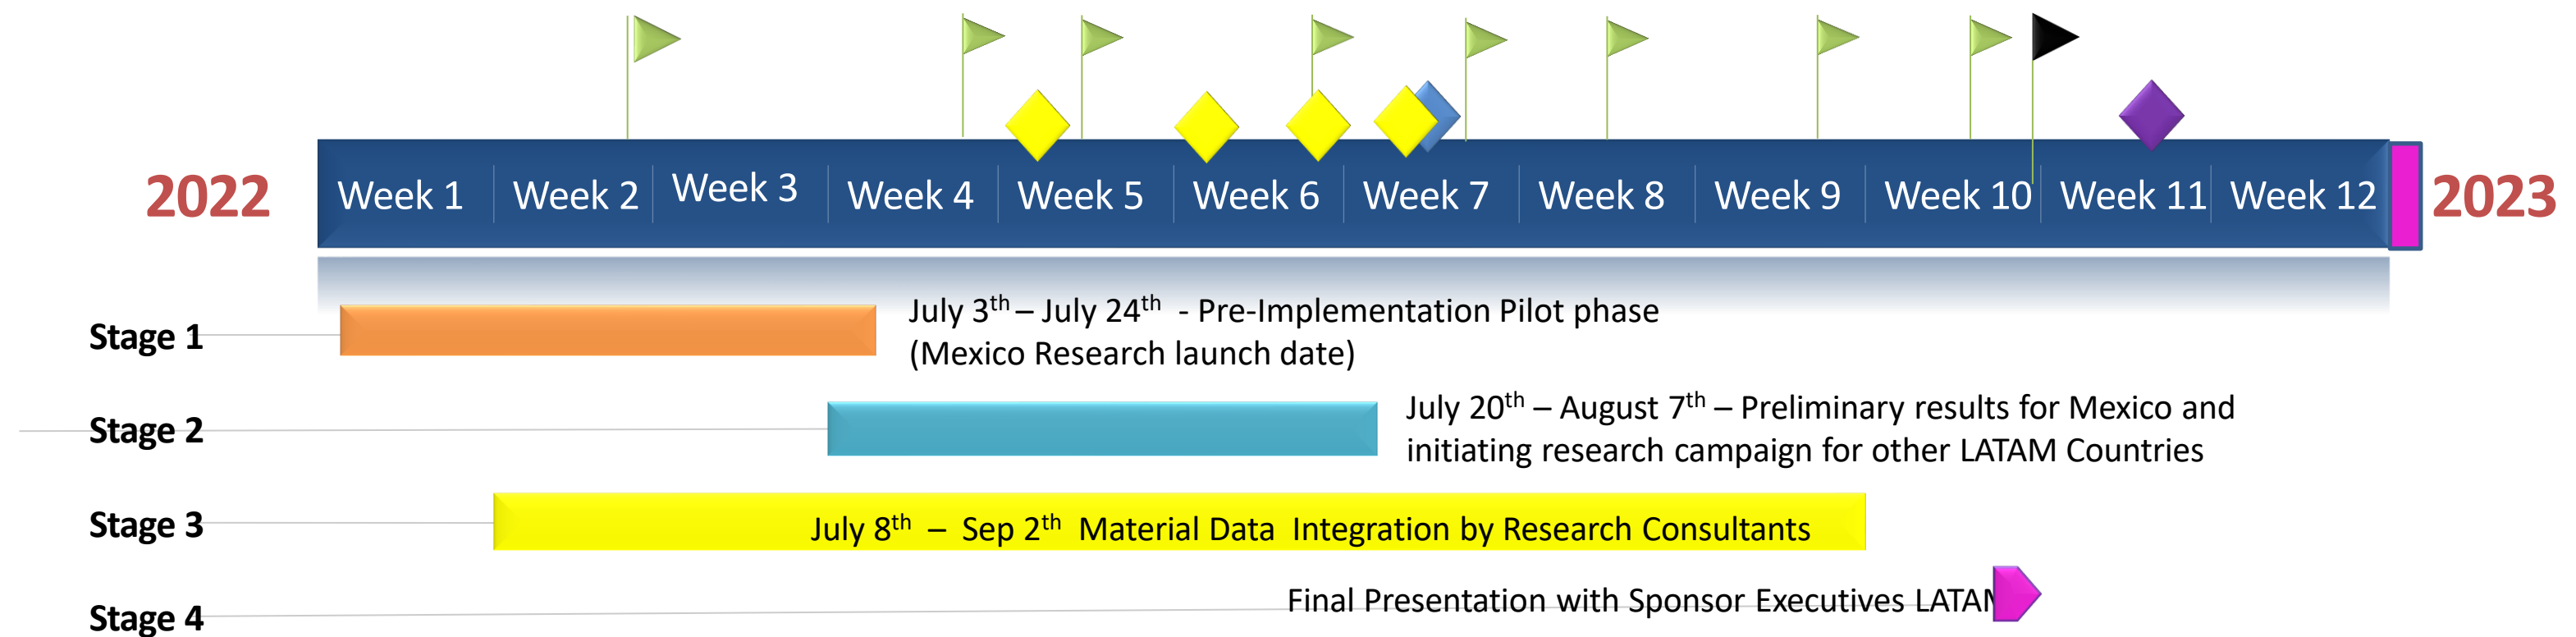 2022 Week 1 Week 2 Week 3 Week 4 Week 5 Week 6 Week 7 Week 8 Week 9 Week 10 Week 11 Week 12 2023
Stage 1
July 3th – July 24th - Pre-Implementation Pilot phase
(Mexico Research launch date)
Stage 2
July 20th – August 7th – Preliminary results for Mexico and
initiating research campaign for other LATAM Countries
Stage 3
July 8th – Sep 2th Material Data Integration by Research Consultants
Stage 4
Final Presentation with Sponsor Executives LATAM